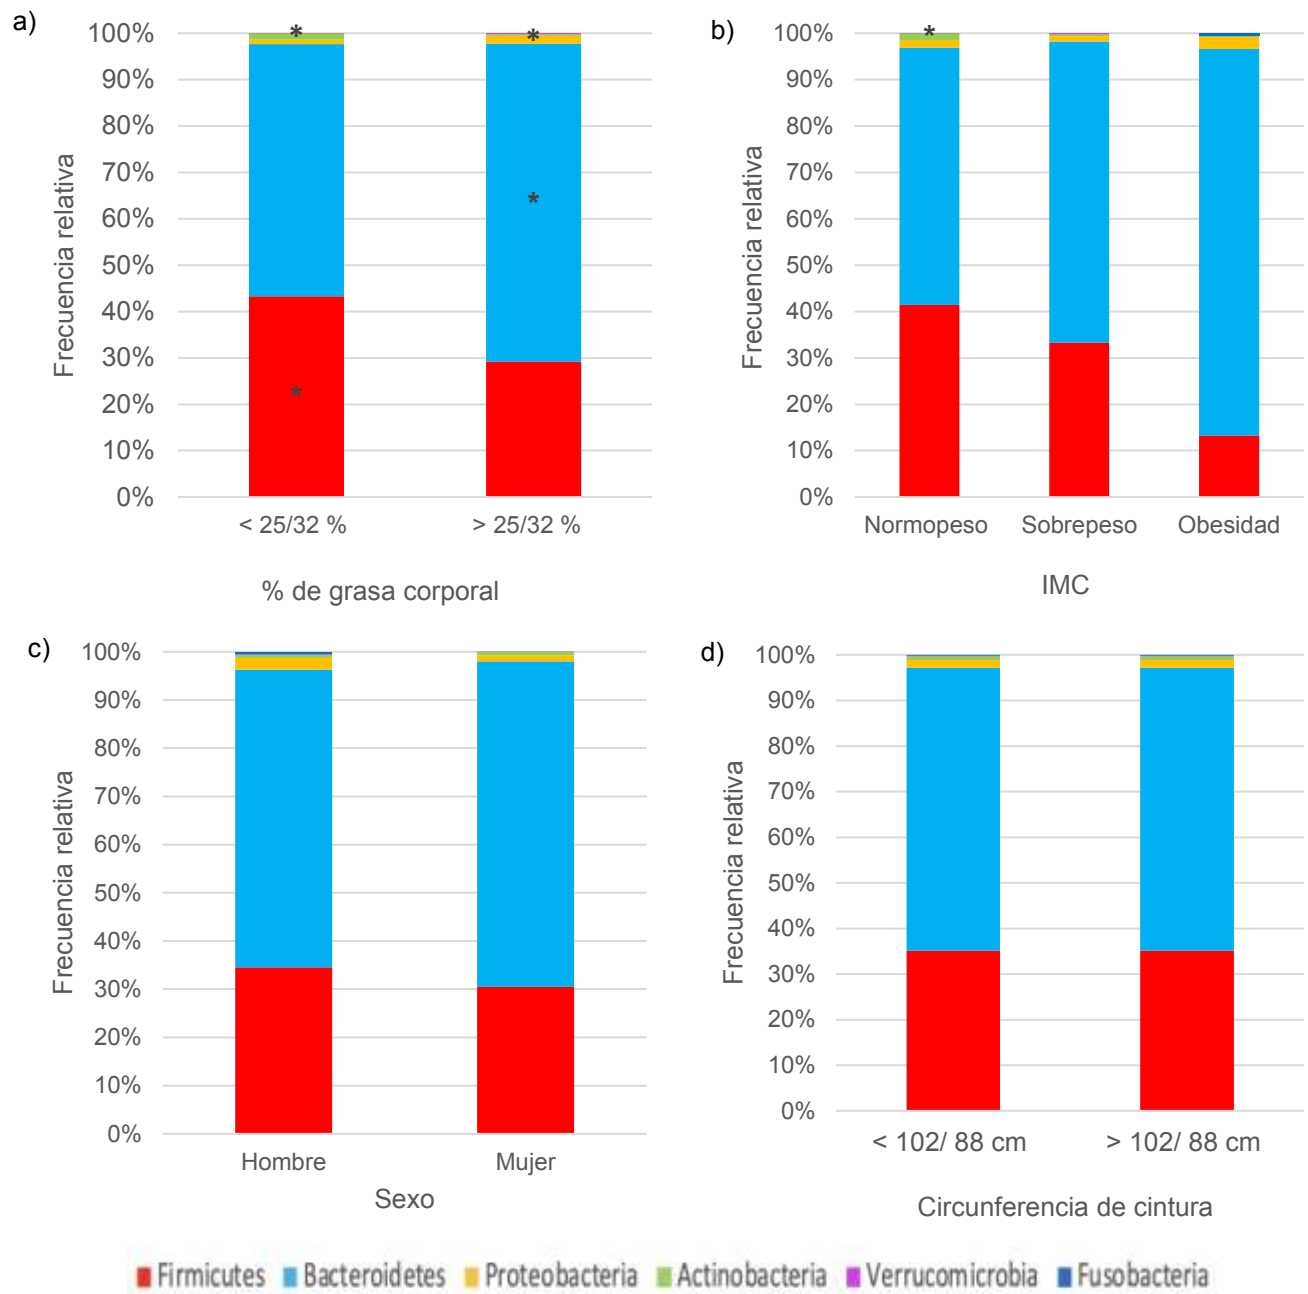 a)
100%
90%
80%
70%
60%
50%
40%
30%
20%
10%
0%
Frecuencia relativa
*
*
*
*
< 25/32 %
> 25/32 %
% de grasa corporal
b)
100%
90%
80%
70%
60%
50%
40%
30%
20%
10%
0%
Frecuencia relativa
*
Normopeso
Sobrepeso
Obesidad
IMC
c)
100%
90%
80%
70%
60%
50%
40%
30%
20%
10%
0%
Frecuencia relativa
Hombre
Mujer
Sexo
d)
100%
90%
80%
70%
60%
50%
40%
30%
20%
10%
0%
Frecuencia relativa
< 102/ 88 cm
> 102/ 88 cm
Circunferencia de cintura
Firmicutes Bacteroidetes Proteobacteria Actinobacteria Verrucomicrobia Fusobacteria